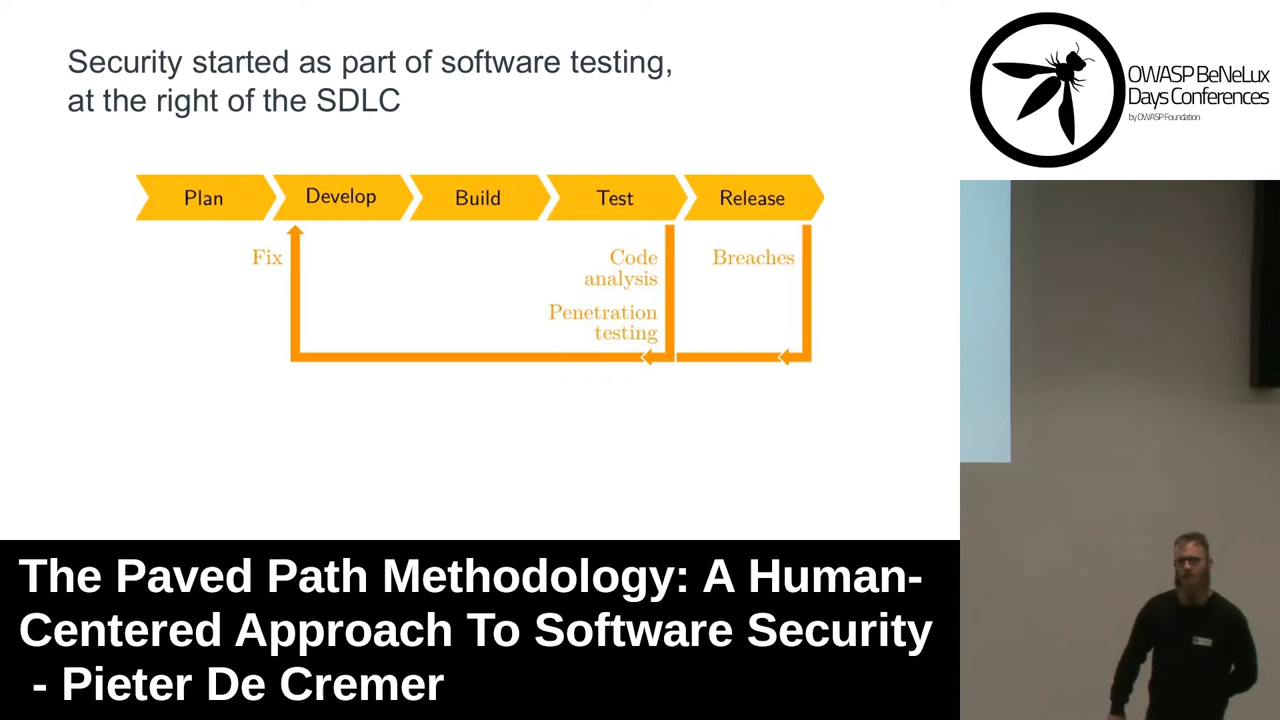 Security started as part of software testing,
at the right of the SDLC
OWASP BeNeLux
Days Conferences
by OWASP Foundation
Plan
Develop
Build
Test
Release
Fix
Code
analysis
Breaches
Penetration
testing
The Paved Path Methodology: A Human-
Centered Approach To Software Security
- Pieter De Cremer